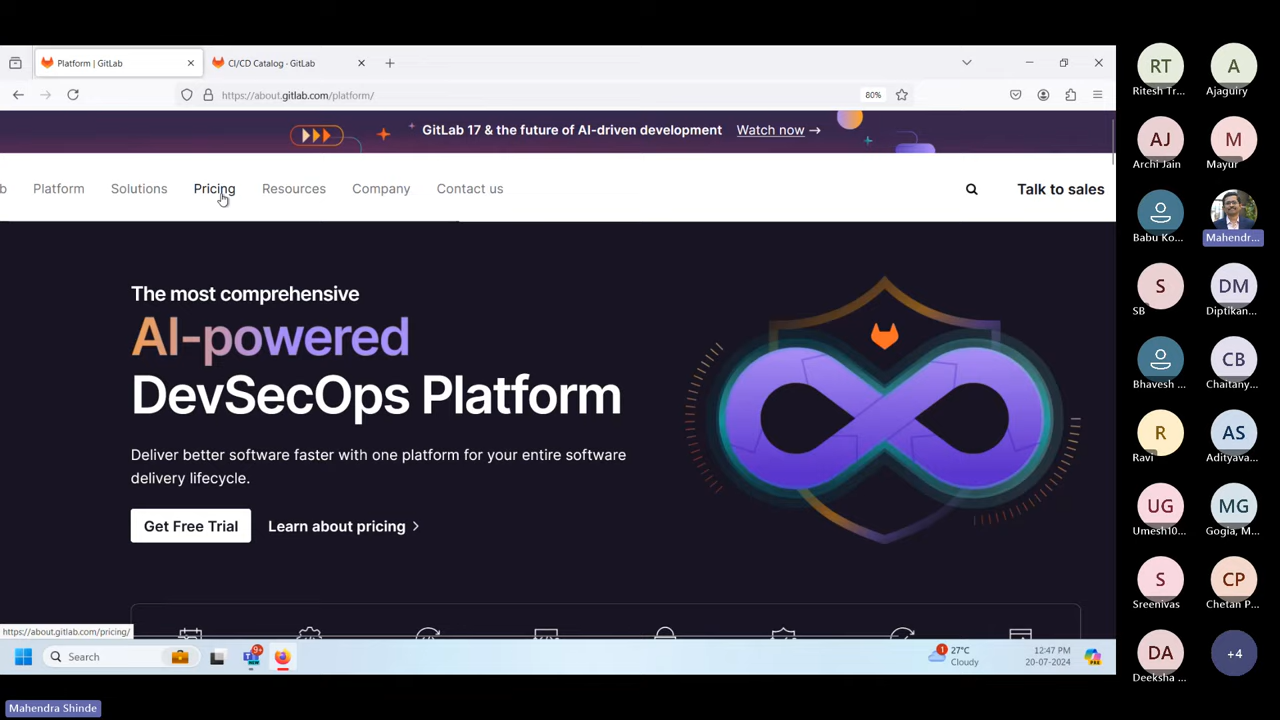 Platform | GitLab
CI/CD Catalog - GitLab
https://about.gitlab.com/platform/
80%
GitLab 17 & the future of AI-driven development Watch now →
b Platform Solutions Pricing Resources Company Contact us
Talk to sales
The most comprehensive
AI-powered
DevSecOps Platform
Deliver better software faster with one platform for your entire software
delivery lifecycle.
Get Free Trial
Learn about pricing
https://about.gitlab.com/pricing/
Search
9+
1
27°C
Cloudy
12:47 PM
20-07-2024
Mahendra Shinde
RT
Ritesh Tr...
A
Ajaguiry
AJ
Archi Jain
M
Mayur
Babu Ko...
Mahendr...
S
SB
DM
Diptikan...
Bhavesh ...
CB
Chaitany...
R
Ravi
AS
Adityava...
UG
Umesh10...
MG
Gogia, M...
S
Sreenivas
CP
Chetan P...
DA
Deeksha ...
+4